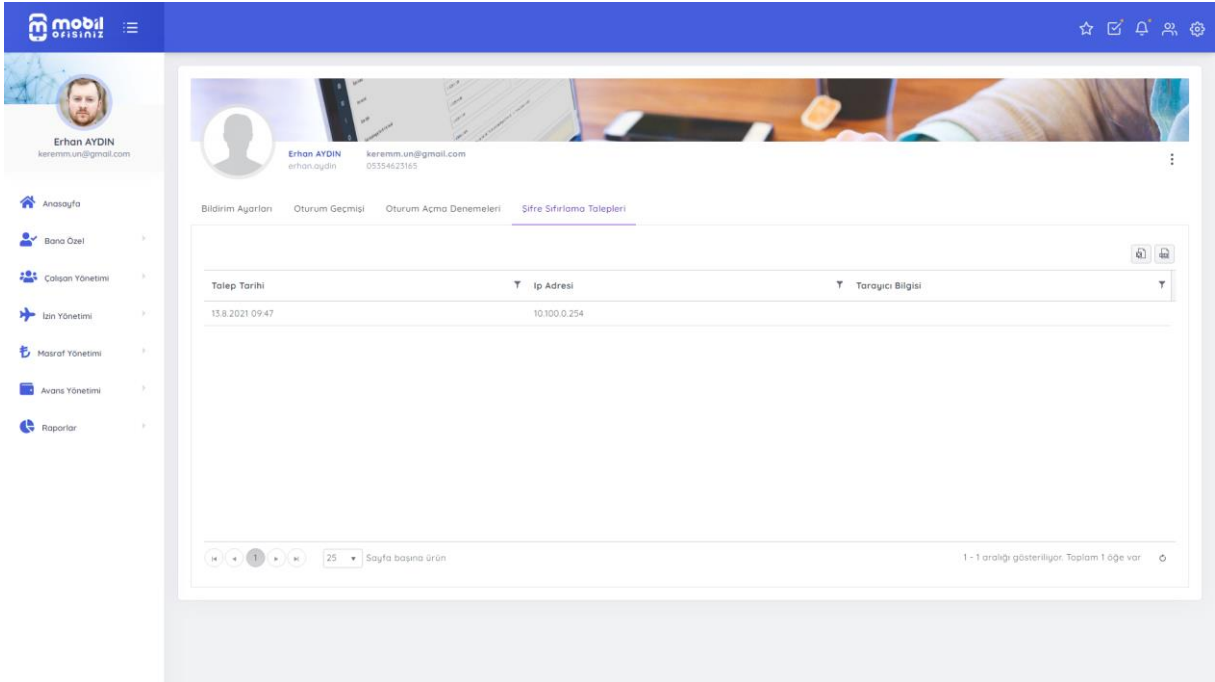 mobil
ofisiniz
Erhan AYDIN
keremm.un@gmail.com
Anasayfa
Bana Özel
Çalışan Yönetimi
İzin Yönetimi
Masraf Yönetimi
Avans Yönetimi
Raporlar
Erhan AYDIN keremm.un@gmail.com
erhan.aydin 05354623165
Bildirim Ayarları Oturum Geçmişi Oturum Açma Denemeleri Şifre Sıfırlama Talepleri
Talep Tarihi Ip Adresi Tarayıcı Bilgisi
13.8.2021 09:47 10.100.0.254
1 25 Sayfa başına ürün 1 - 1 aralığı gösteriliyor. Toplam 1 öğe var